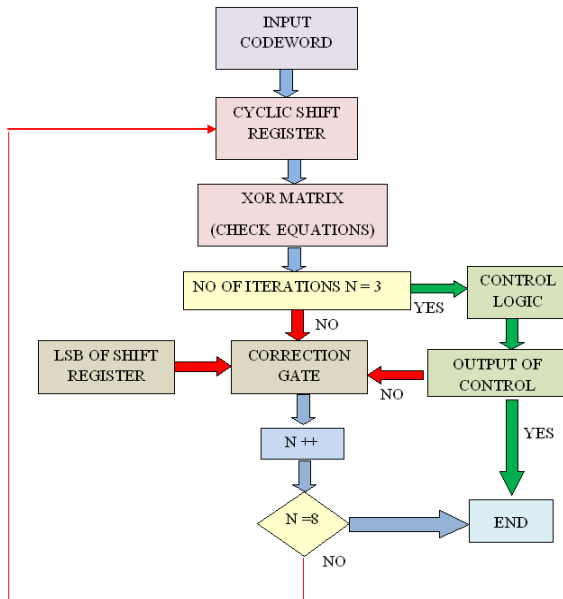 INPUT
CODEWORD
CYCLIC SHIFT
REGISTER
XOR MATRIX
(CHECK EQUATIONS)
NO OF ITERATIONS N = 3
YES
CONTROL
LOGIC
NO
LSB OF SHIFT
REGISTER
CORRECTION
GATE
NO
OUTPUT OF
CONTROL
YES
N ++
N =8
END
NO